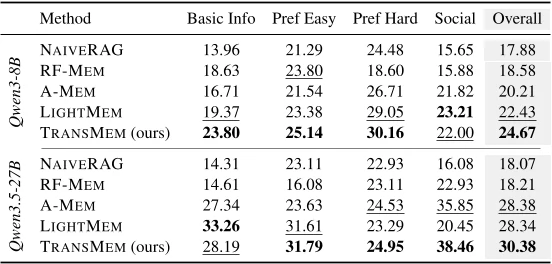 Method Basic Info Pref Easy Pref Hard Social Overall
Qwen3-8B
NAIVERAG 13.96 21.29 24.48 15.65 17.88
RF-MEM 18.63 23.80 18.60 15.88 18.58
A-MEM 16.71 21.54 26.71 21.82 20.21
LIGHTMEM 19.37 23.38 29.05 23.21 22.43
TRANSMEM (ours) 23.80 25.14 30.16 22.00 24.67
Qwen3.5-27B
NAIVERAG 14.31 23.11 22.93 16.08 18.07
RF-MEM 14.61 16.08 23.11 22.93 18.21
A-MEM 27.34 23.63 24.53 35.85 28.38
LIGHTMEM 33.26 31.61 23.29 20.45 28.34
TRANSMEM (ours) 28.19 31.79 24.95 38.46 30.38